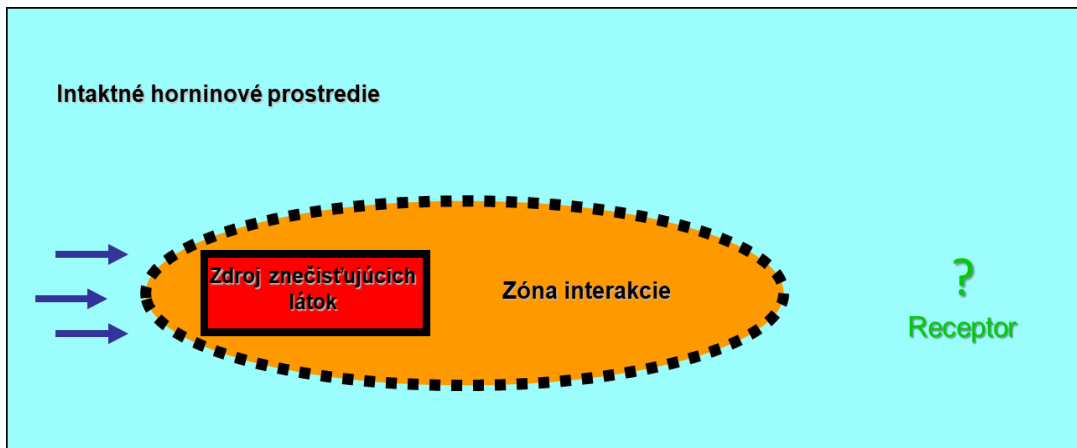 Intaktné horninové prostredie
Zdroj znečisťujúcich
látok
Zóna interakcie
?
Receptor